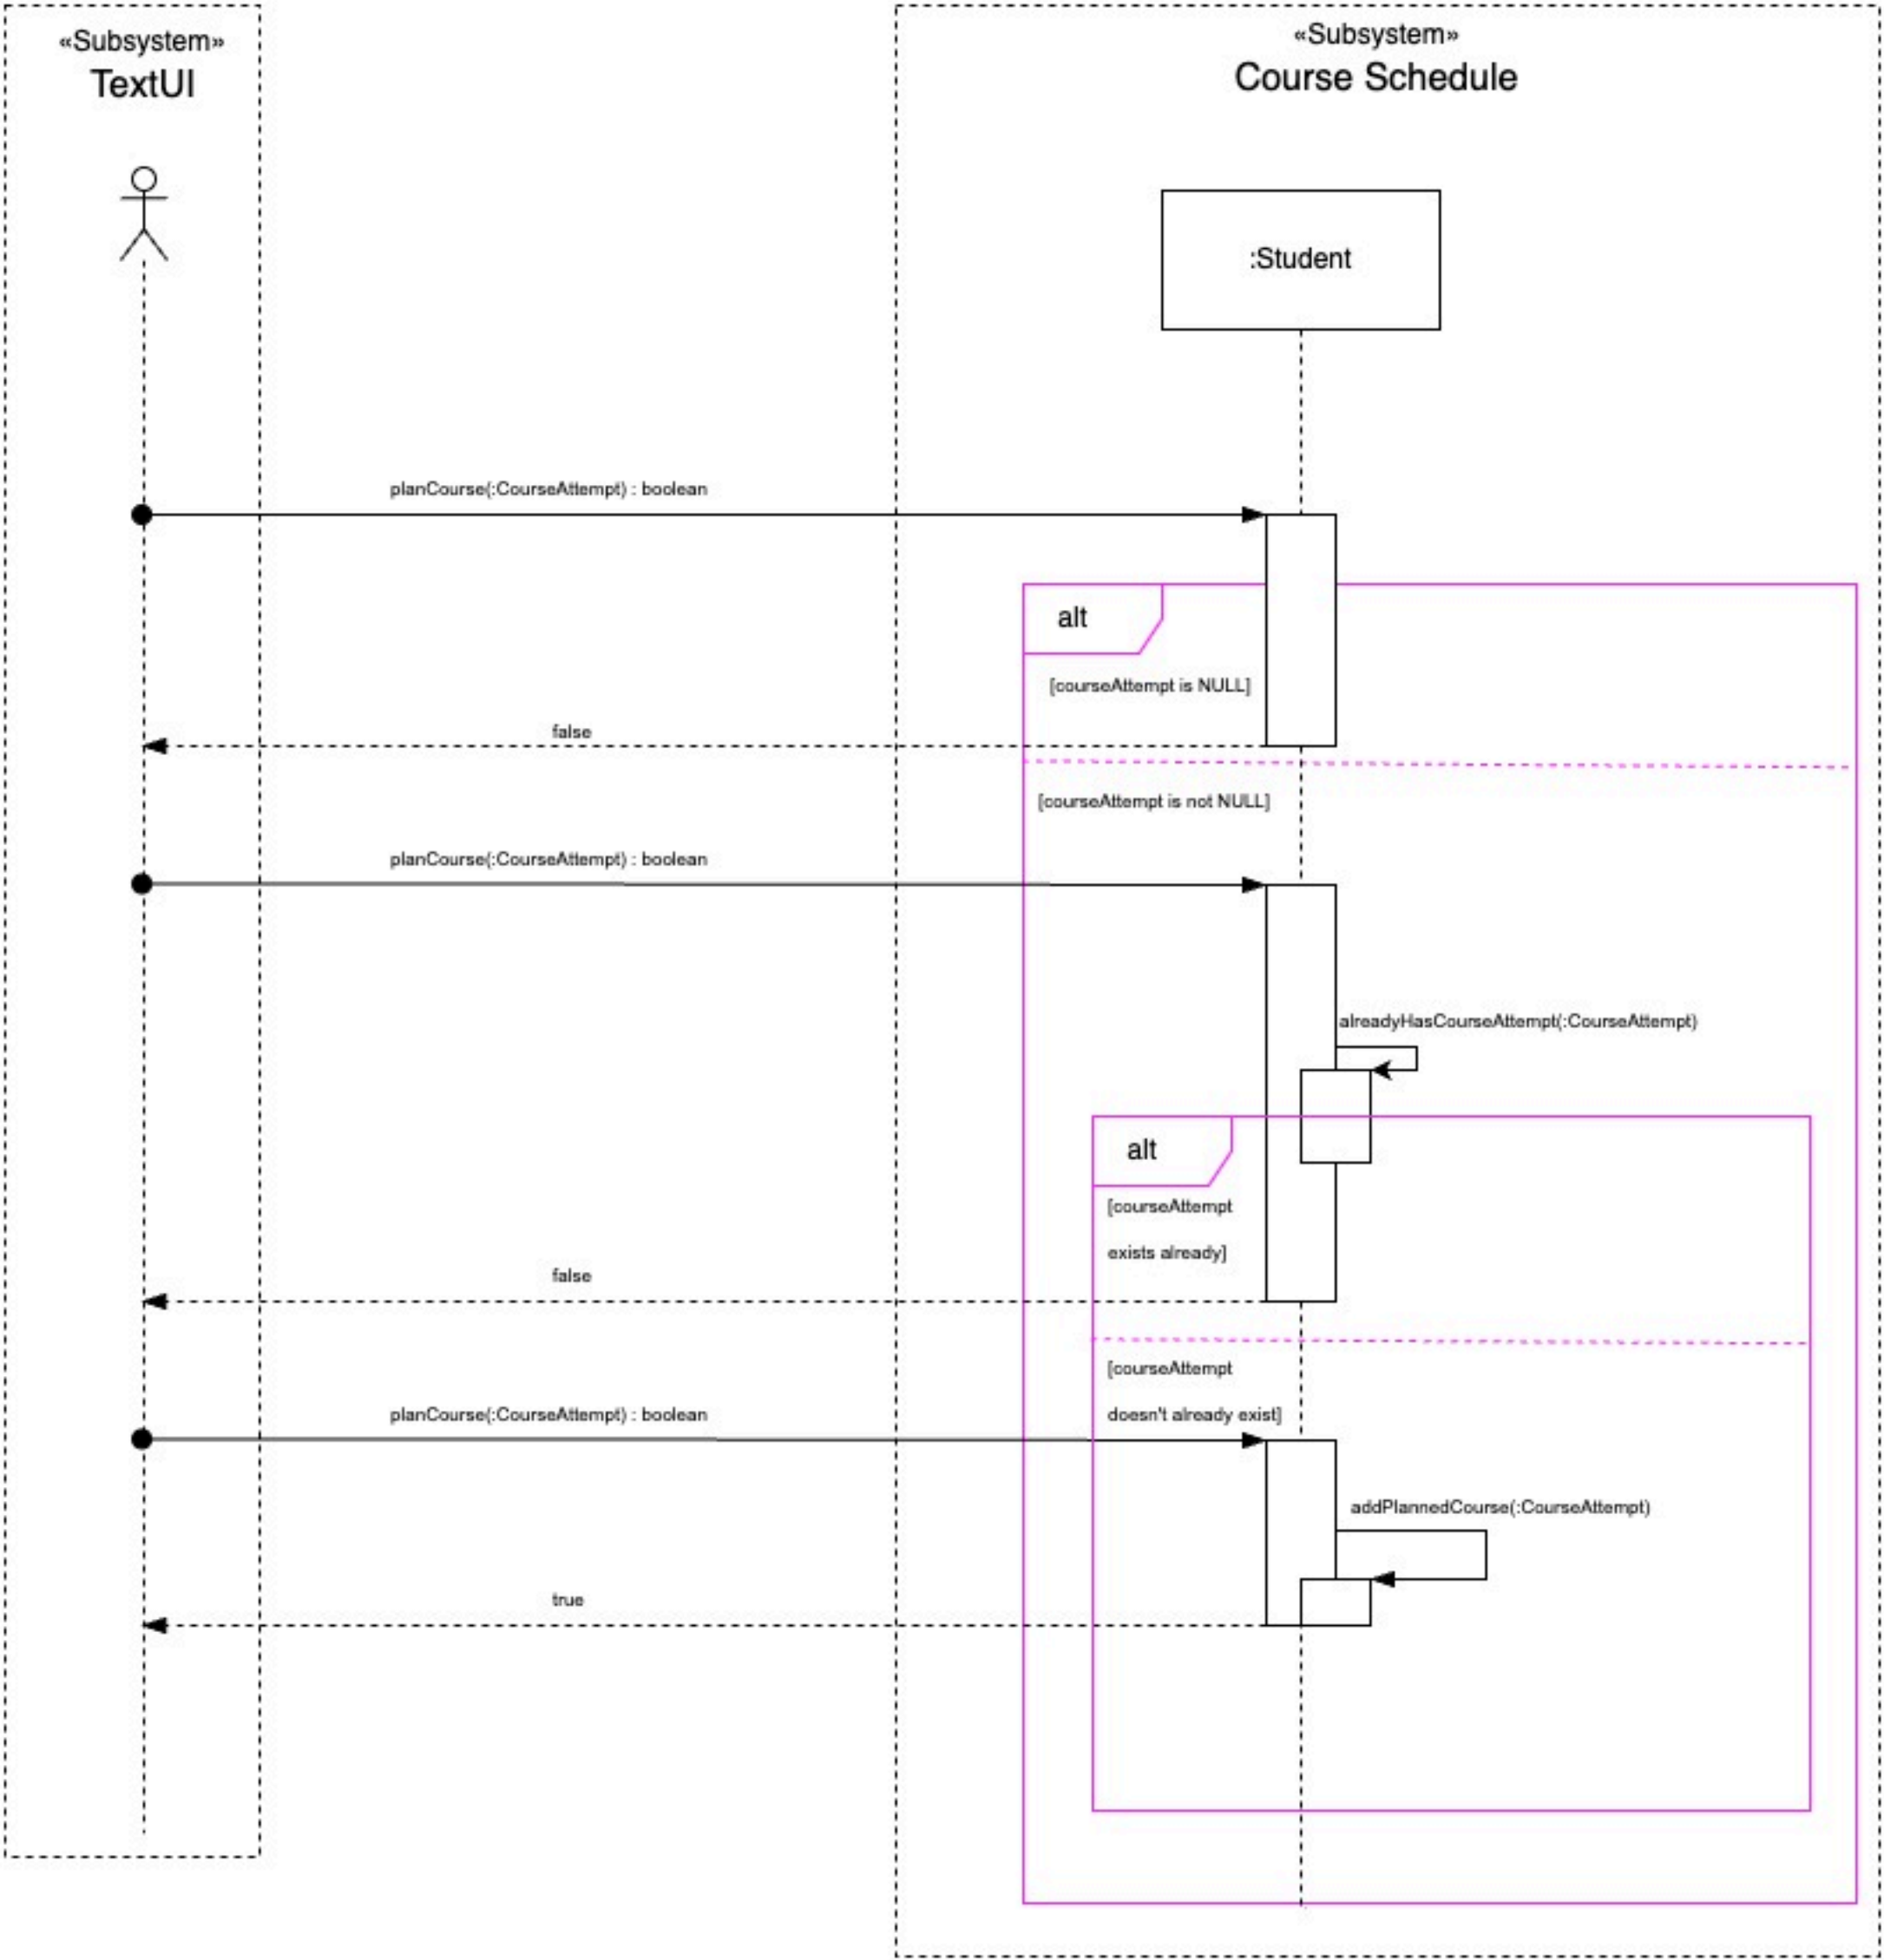 «Subsystem»
TextUI
«Subsystem»
Course Schedule
:Student
planCourse(:CourseAttempt) : boolean
alt
[courseAttempt is NULL]
false
[courseAttempt is not NULL]
planCourse(:CourseAttempt) : boolean
alreadyHasCourseAttempt(:CourseAttempt)
alt
[courseAttempt
exists already]
false
[courseAttempt
doesn't already exist]
planCourse(:CourseAttempt) : boolean
addPlannedCourse(:CourseAttempt)
true